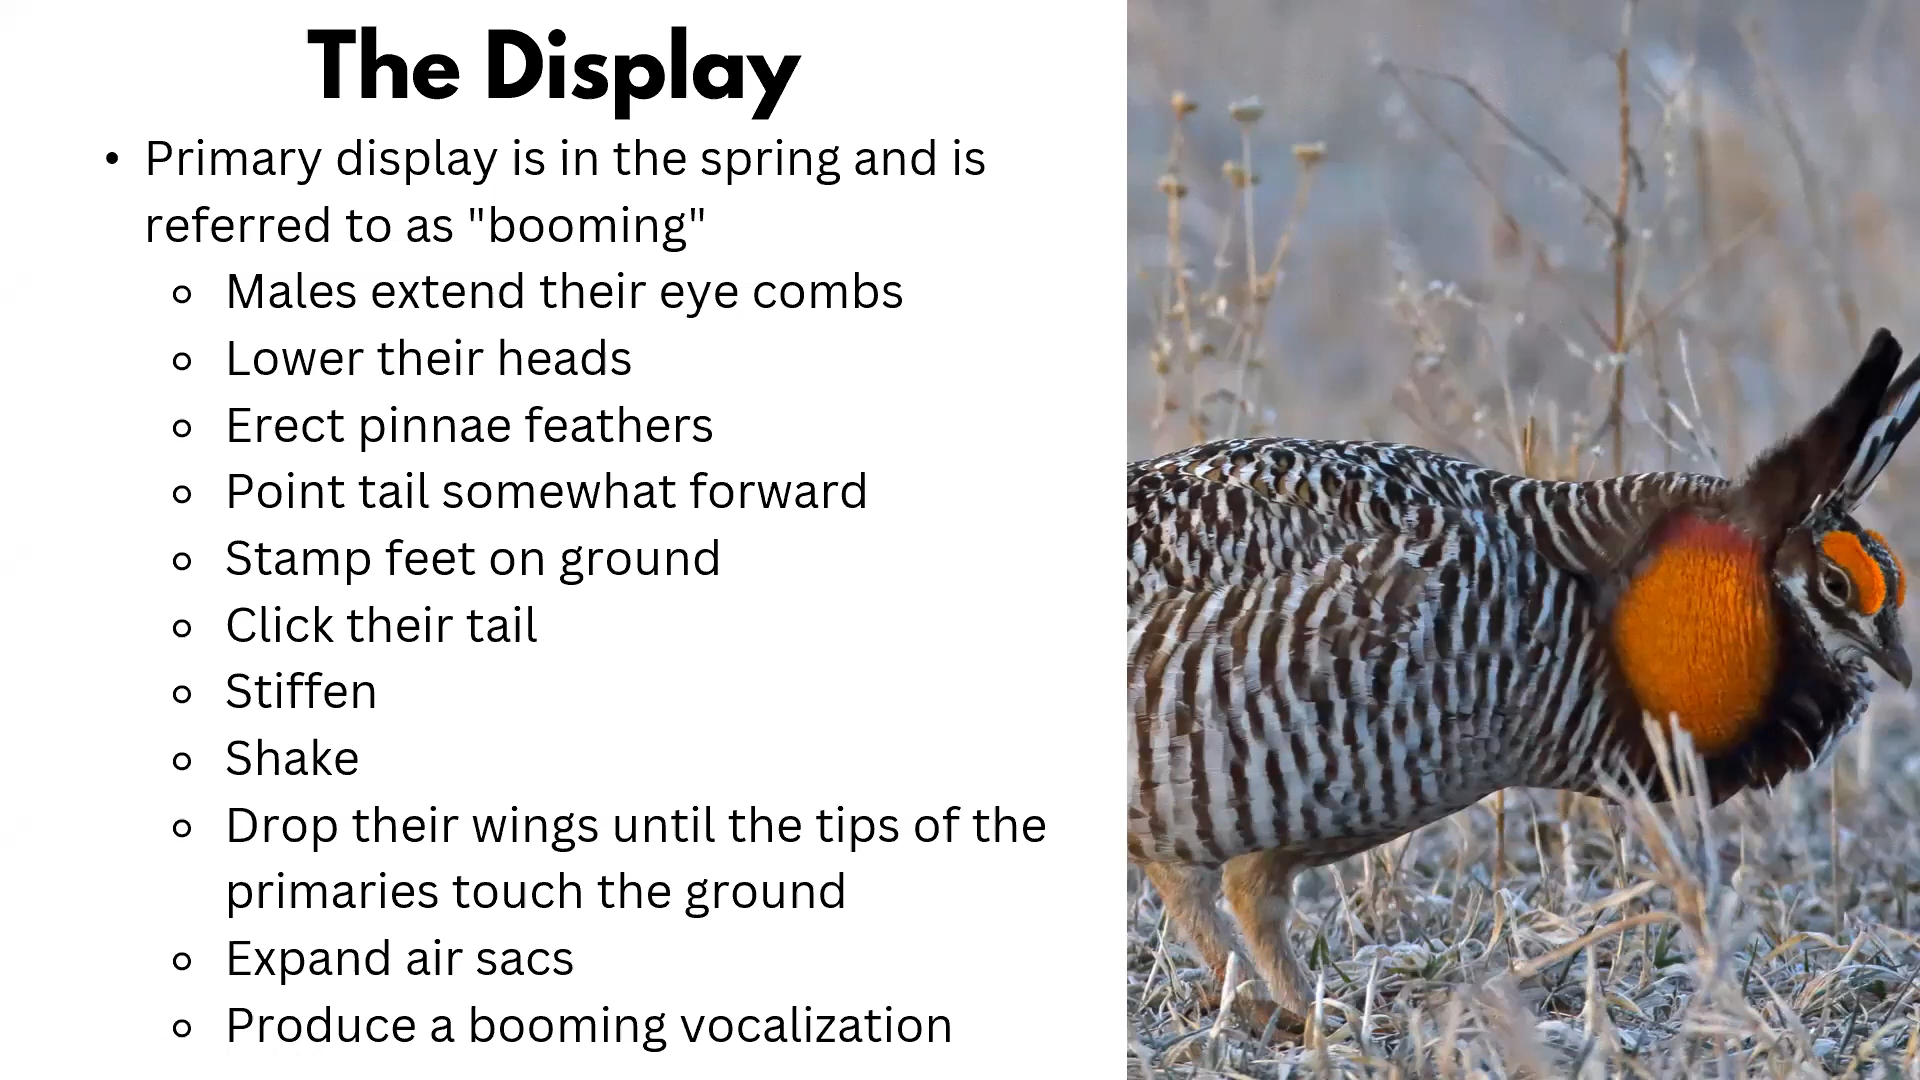 The Display
• Primary display is in the spring and is
referred to as "booming"
○ Males extend their eye combs
○ Lower their heads
○ Erect pinnae feathers
○ Point tail somewhat forward
○ Stamp feet on ground
○ Click their tail
○ Stiffen
○ Shake
○ Drop their wings until the tips of the
primaries touch the ground
○ Expand air sacs
○ Produce a booming vocalization